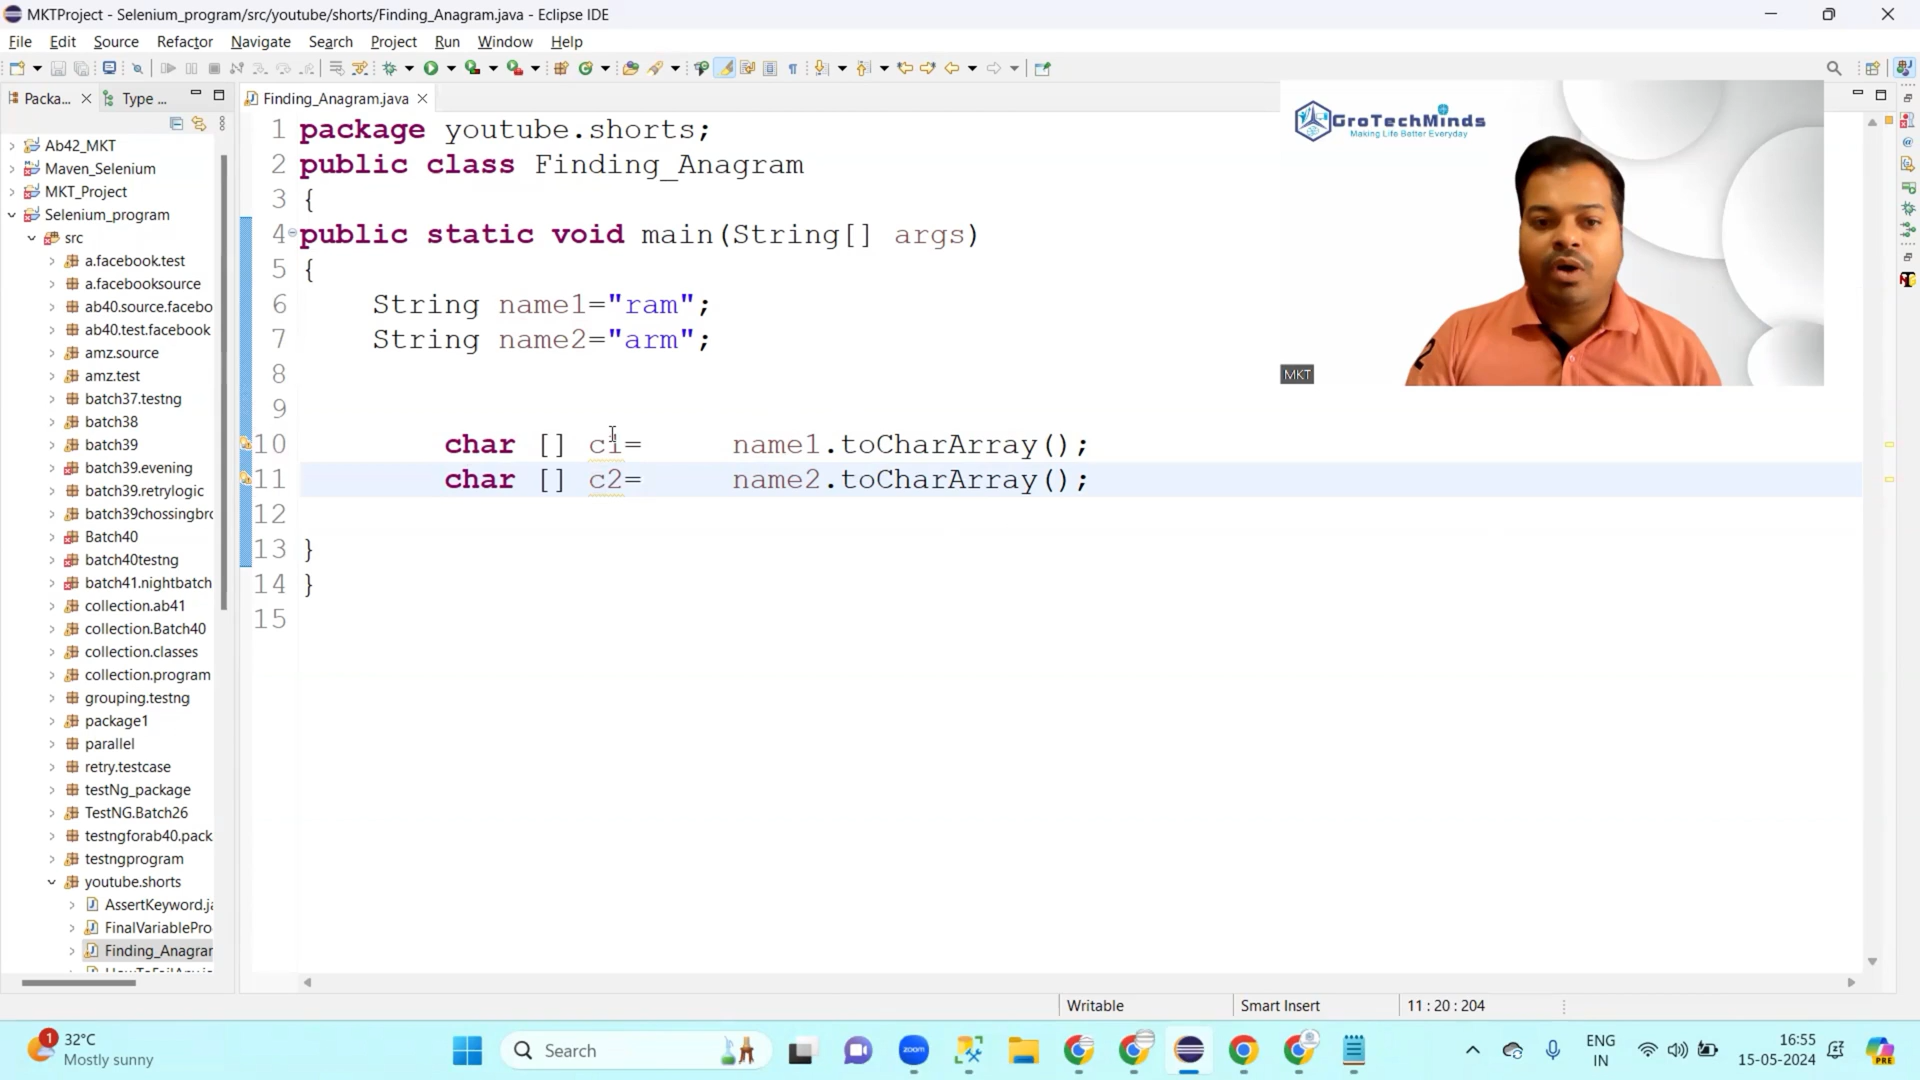 MKTProject - Selenium_program/src/youtube/shorts/Finding_Anagram.java - Eclipse IDE
File Edit Source Refactor Navigate Search Project Run Window Help
Packa... Type ...
Finding_Anagram.java
Ab42_MKT
Maven_Selenium
MKT_Project
Selenium_program
src
a.facebook.test
a.facebooksource
ab40.source.facebo
ab40.test.facebook
amz.source
amz.test
batch37.testng
batch38
batch39
batch39.evening
batch39.retrylogic
batch39chossingbro
Batch40
batch40testng
batch41.nightbatch
collection.ab41
collection.Batch40
collection.classes
collection.program
grouping.testng
package1
parallel
retry.testcase
testNg_package
TestNG.Batch26
testngforab40.pack
testngprogram
youtube.shorts
AssertKeyword.ja
FinalVariablePro
Finding_Anagrar
1 package youtube.shorts;
2 public class Finding_Anagram
3 {
4 public static void main(String[] args)
5 {
6 String name1="ram";
7 String name2="arm";
8
9
10 char [] c1= name1.toCharArray();
11 char [] c2= name2.toCharArray();
12
13 }
14 }
15
GroTechMinds
Making Life Better Everyday
MKT
Writable
Smart Insert
11 : 20 : 204
1
32°C
Mostly sunny
Search
zoom
ENG
IN
16:55
15-05-2024
PRE